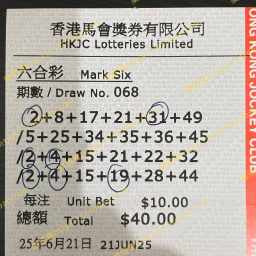 香港馬會獎券有限公司
HKJC Lotteries Limited
六合彩 Mark Six
期數 / Draw No. 068
2+8+17+21+31+49
/5+25+34+35+36+45
/2+4+15+21+22+32
/2+4+15+19+28+44
每注 Unit Bet $10.00
總額 Total $40.00
25年6月21日 21JUN25
ONG KONG JOCKEY CLUB